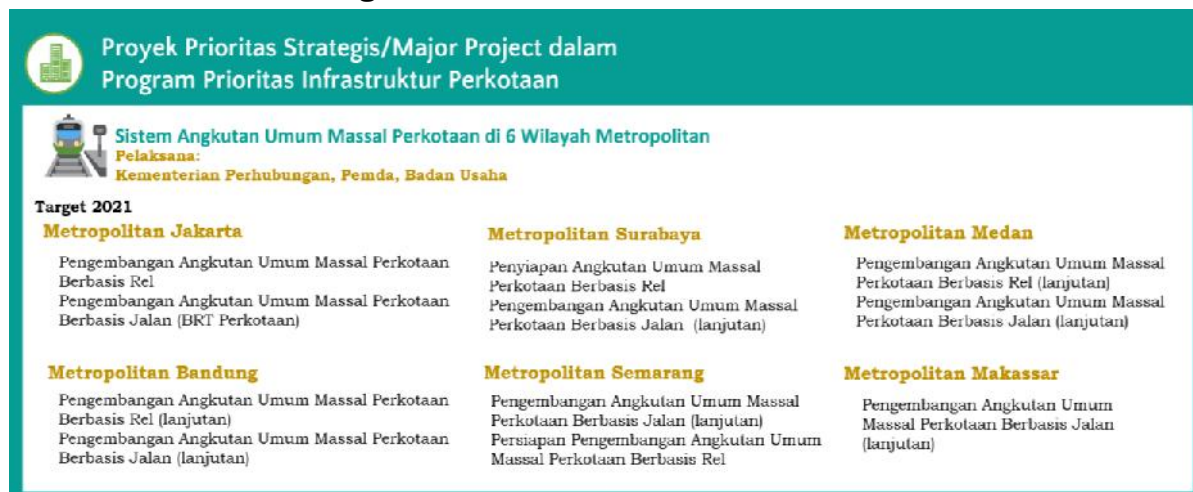 Proyek Prioritas Strategis/Major Project dalam
Program Prioritas Infrastruktur Perkotaan
Sistem Angkutan Umum Massal Perkotaan di 6 Wilayah Metropolitan
Pelaksana:
Kementerian Perhubungan, Pemda, Badan Usaha
Target 2021
Metropolitan Jakarta
Pengembangan Angkutan Umum Massal Perkotaan
Berbasis Rel
Pengembangan Angkutan Umum Massal Perkotaan
Berbasis Jalan (BRT Perkotaan)
Metropolitan Surabaya
Penyiapan Angkutan Umum Massal
Perkotaan Berbasis Rel
Pengembangan Angkutan Umum Massal
Perkotaan Berbasis Jalan (lanjutan)
Metropolitan Medan
Pengembangan Angkutan Umum Massal
Perkotaan Berbasis Rel (lanjutan)
Pengembangan Angkutan Umum Massal
Perkotaan Berbasis Jalan (lanjutan)
Metropolitan Bandung
Pengembangan Angkutan Umum Massal Perkotaan
Berbasis Rel (lanjutan)
Pengembangan Angkutan Umum Massal Perkotaan
Berbasis Jalan (lanjutan)
Metropolitan Semarang
Pengembangan Angkutan Umum Massal
Perkotaan Berbasis Jalan (lanjutan)
Persiapan Pengembangan Angkutan Umum
Massal Perkotaan Berbasis Rel
Metropolitan Makassar
Pengembangan Angkutan Umum
Massal Perkotaan Berbasis Jalan
(lanjutan)